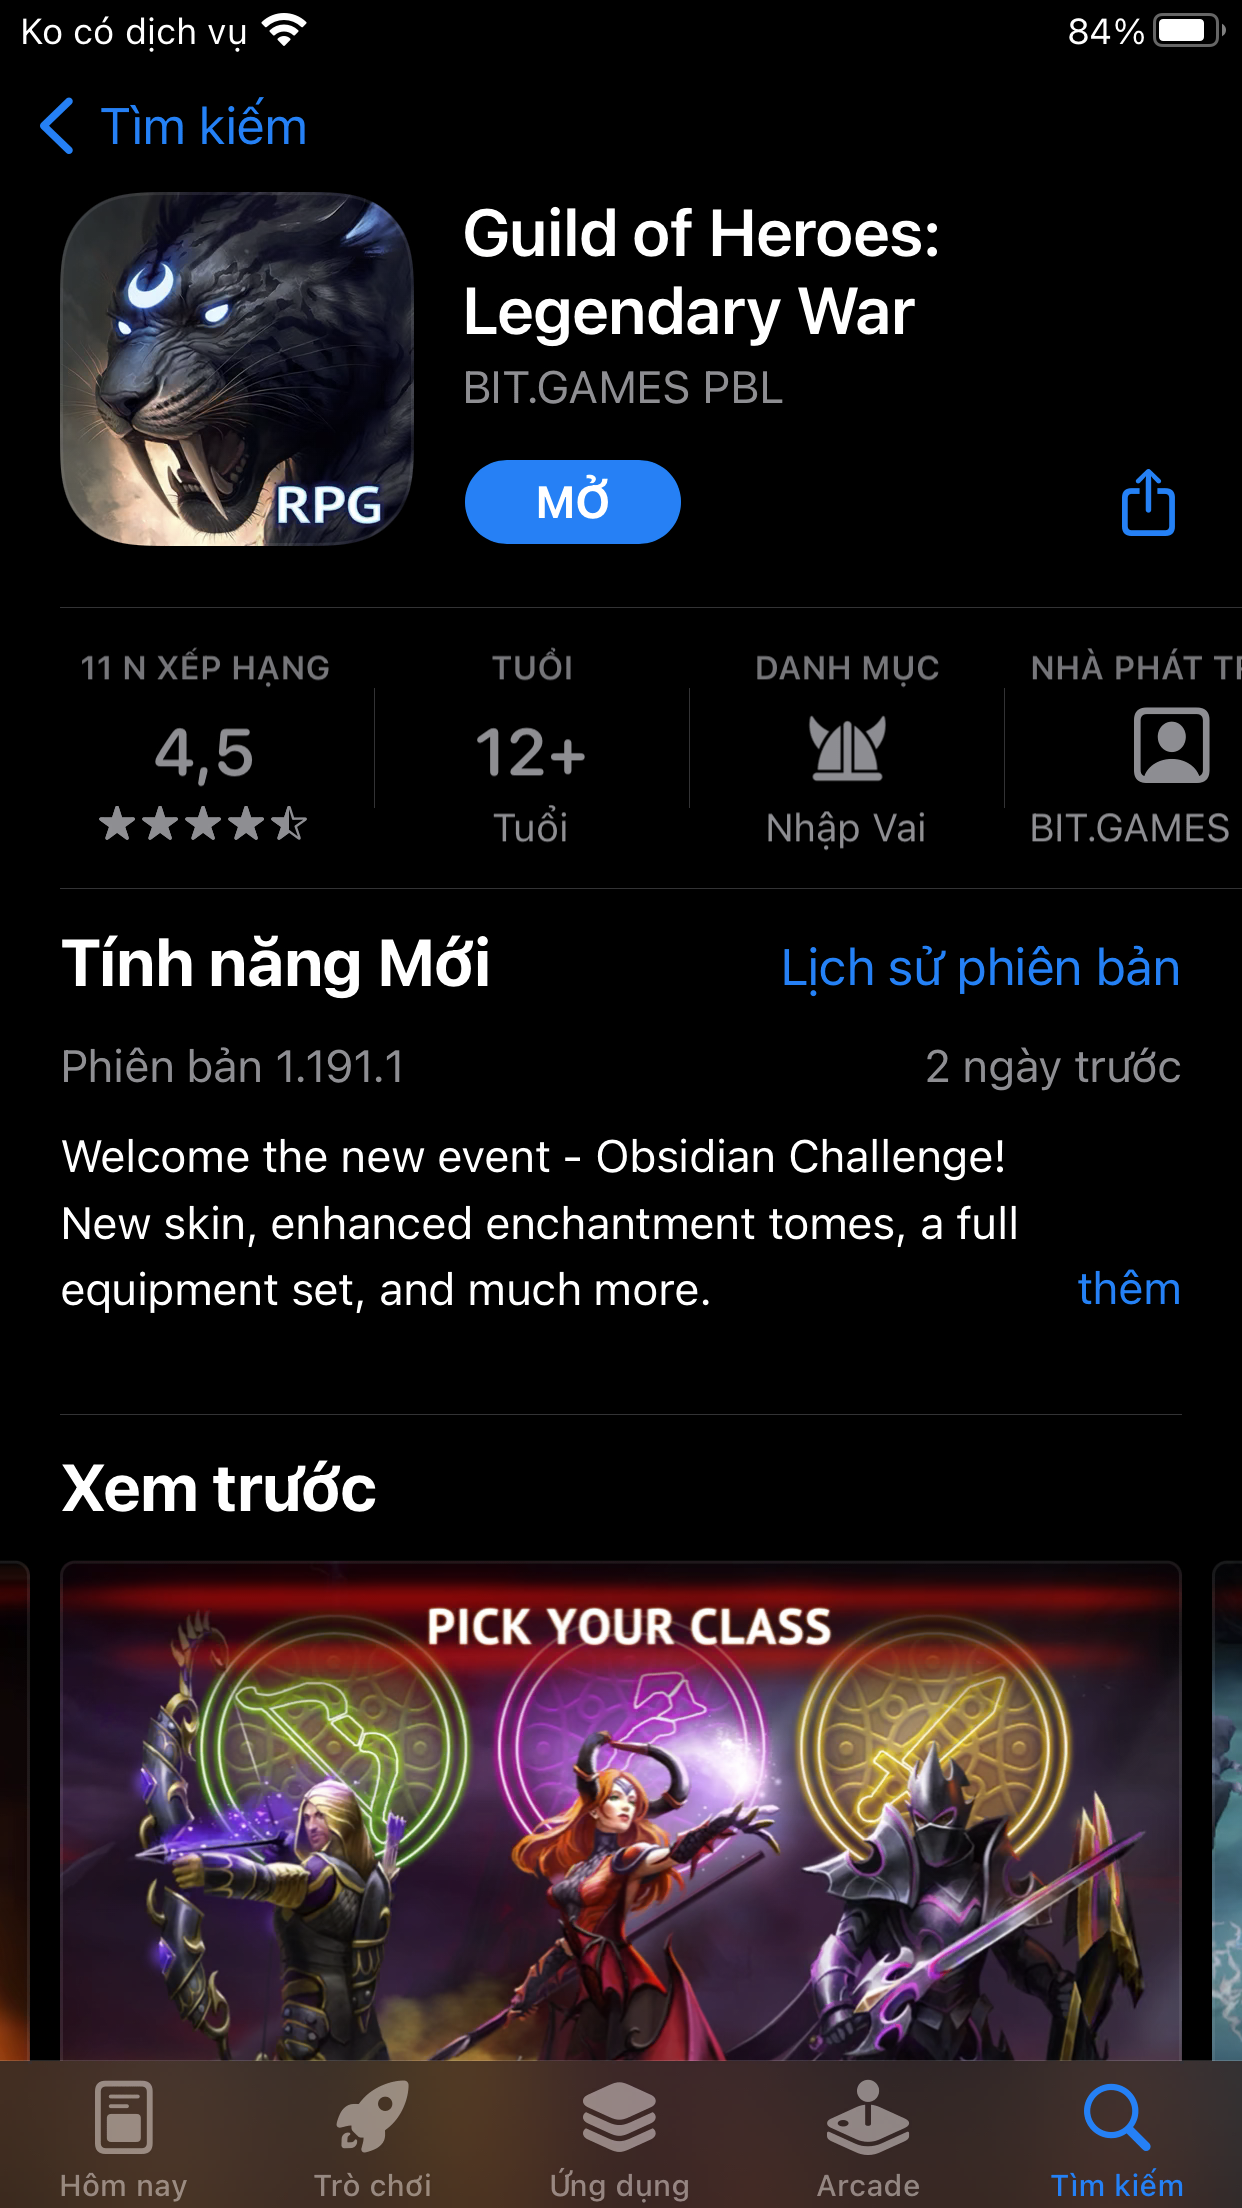 Ko có dịch vụ
84%
Tìm kiếm
Guild of Heroes:
Legendary War
BIT.GAMES PBL
MỞ
RPG
11 N XẾP HẠNG
4,5
TUỔI
12+
Tuổi
DANH MỤC
Nhập Vai
NHÀ PHÁT TR
BIT.GAMES
Tính năng Mới
Lịch sử phiên bản
Phiên bản 1.191.1
2 ngày trước
Welcome the new event - Obsidian Challenge!
New skin, enhanced enchantment tomes, a full
equipment set, and much more.
thêm
Xem trước
PICK YOUR CLASS
Hôm nay
Trò chơi
Ứng dụng
Arcade
Tìm kiếm